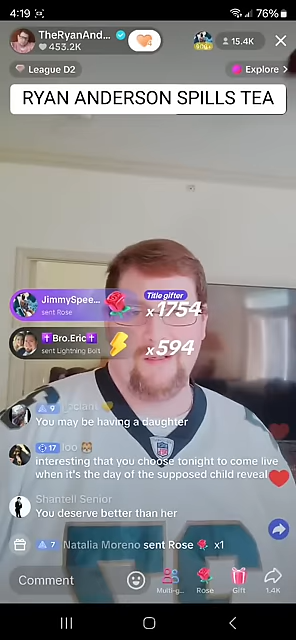 4:19
76%
TheRyanAnd...
453.2K
15.4K
League D2
Explore >
RYAN ANDERSON SPILLS TEA
JimmySpee...
sent Rose
Title gifter
x1754
✝Bro.Eric✝
sent Lightning Bolt
x594
9
You may be having a daughter
17 loo
interesting that you choose tonight to come live
when it's the day of the supposed child reveal
Shantell Senior
You deserve better than her
7 Natalia Moreno sent Rose x1
Comment
Multi-g...
Rose
Gift
1.4K